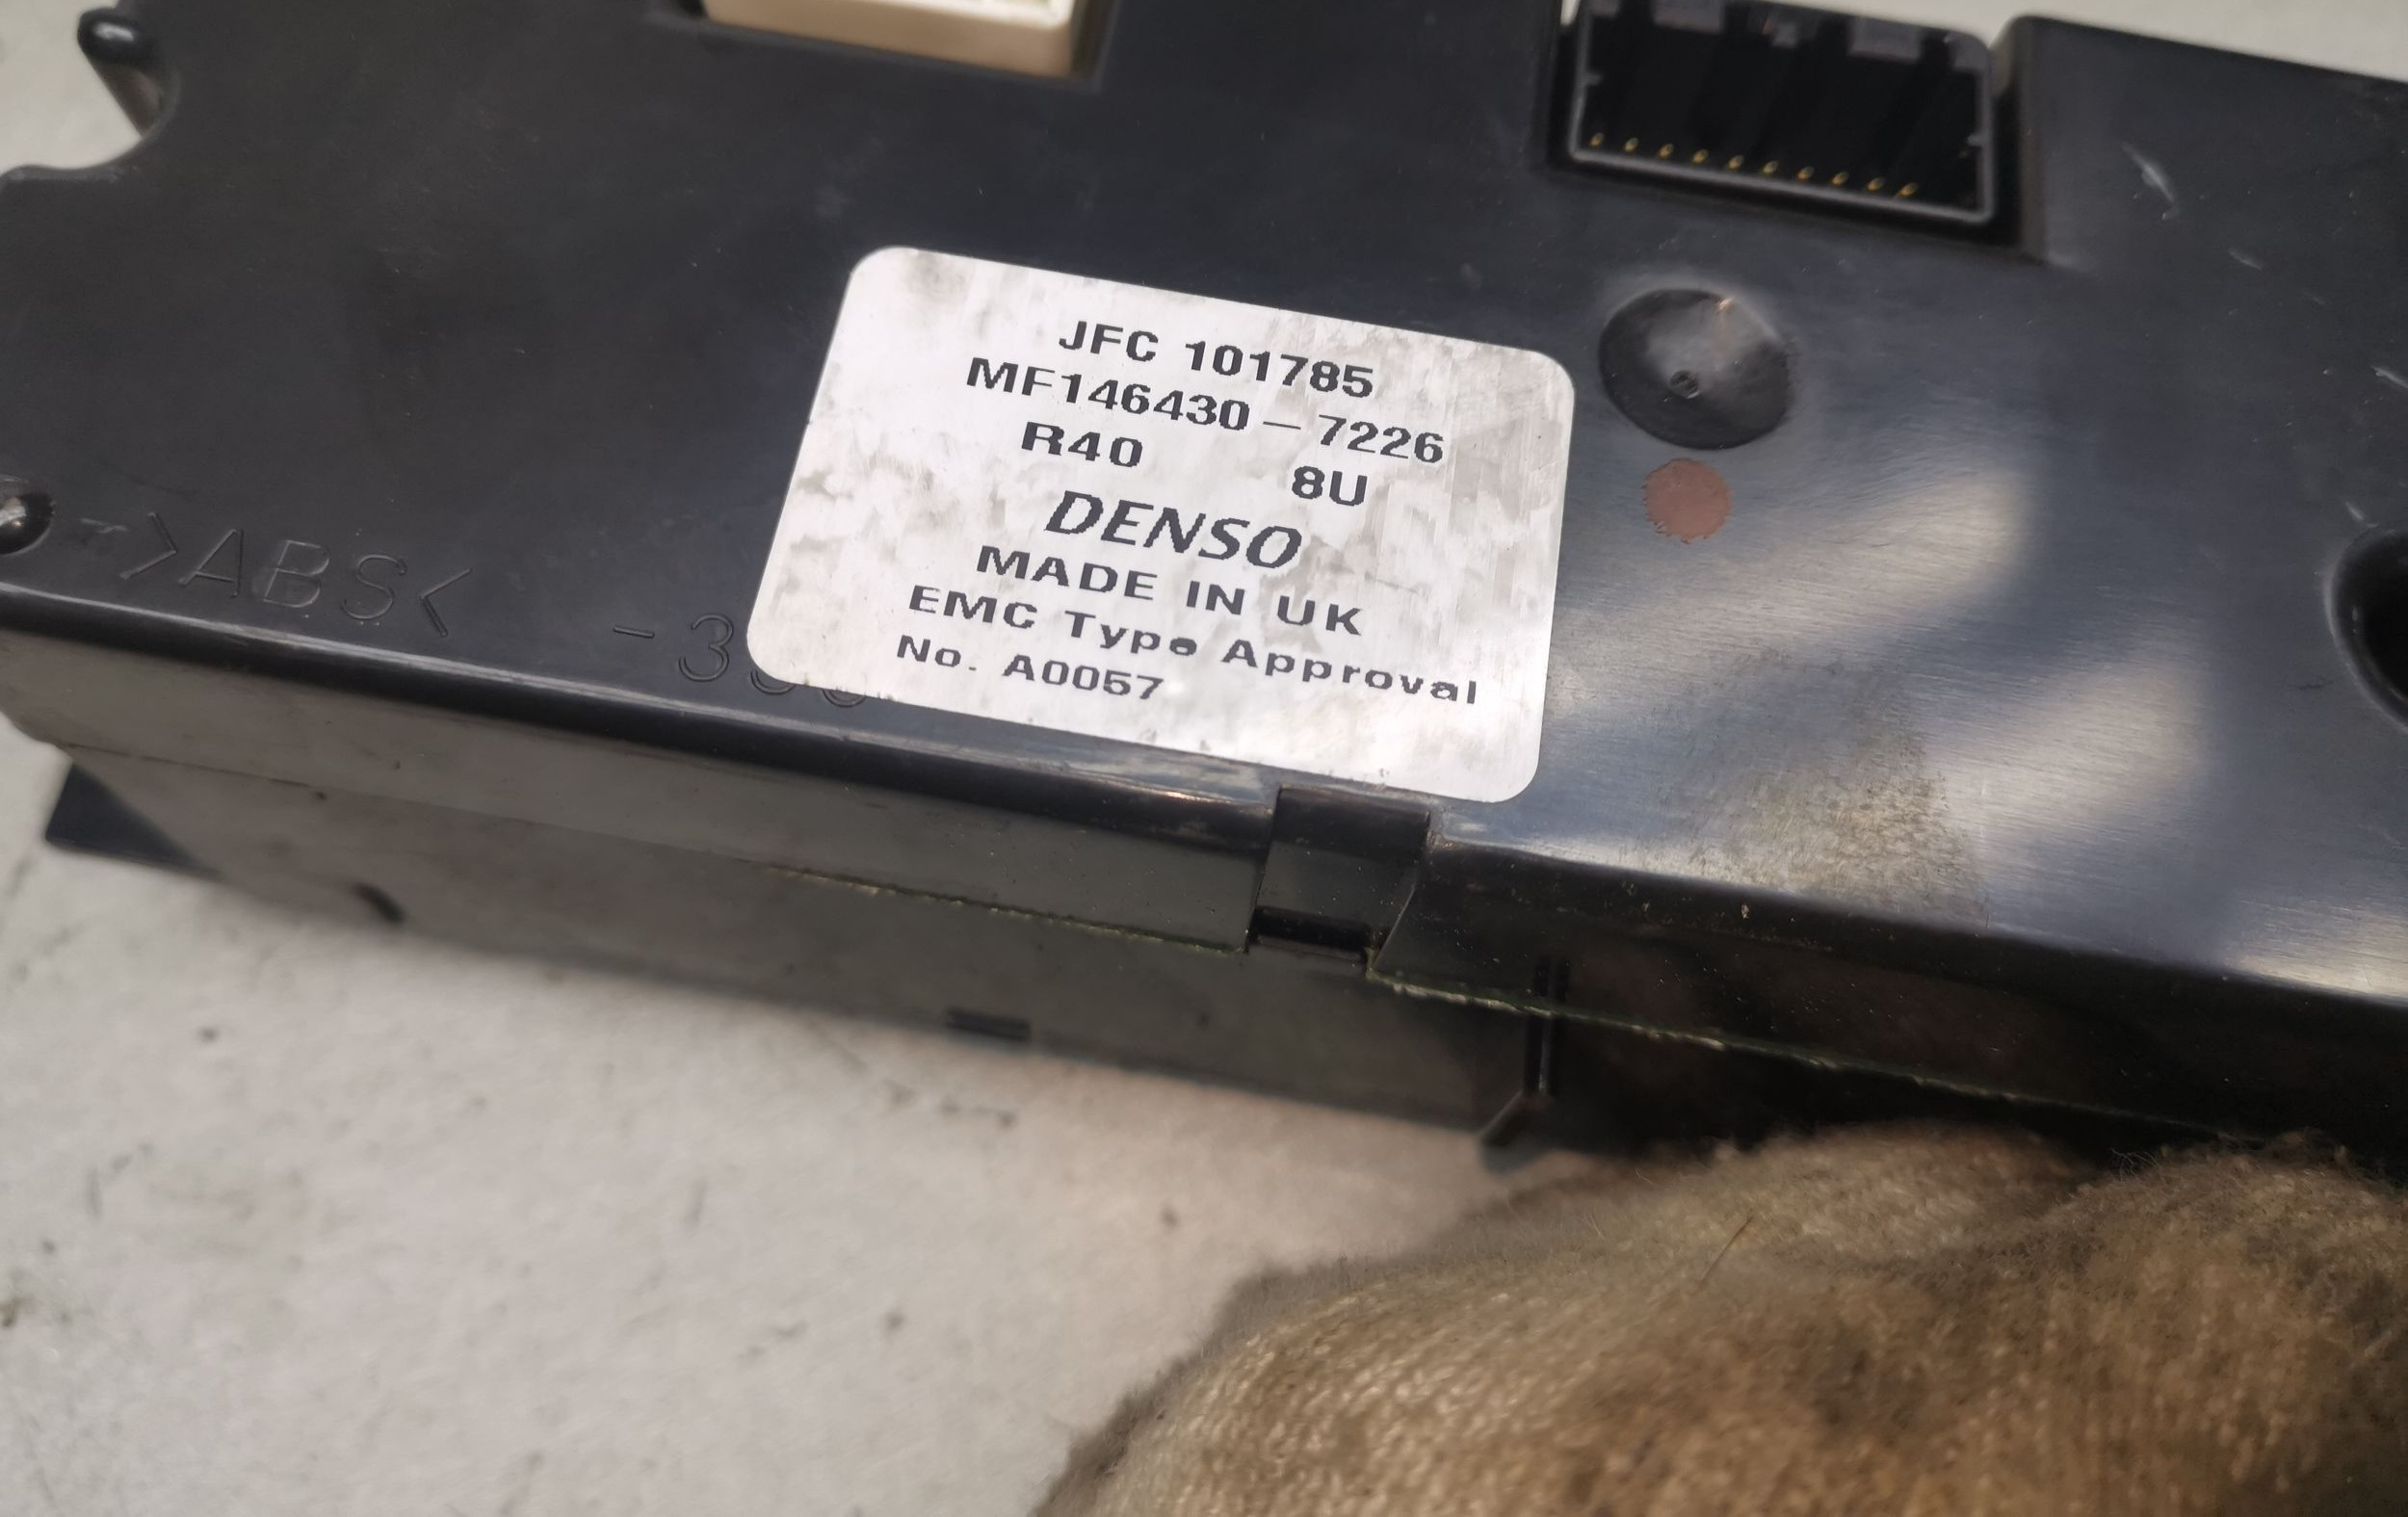 JFC 101785
MF146430-7226
R40 8U
DENSO
MADE IN UK
EMC Type Approval
No. A0057
>ABS<